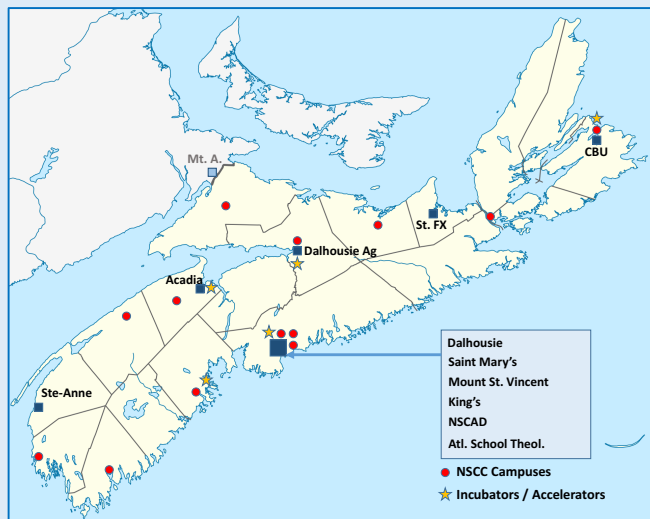 CBU
Mt. A.
St. FX
Dalhousie Ag
Acadia
Dalhousie
Saint Mary's
Mount St. Vincent
King's
NSCAD
Atl. School Theol.
Ste-Anne
NSCC Campuses
Incubators / Accelerators